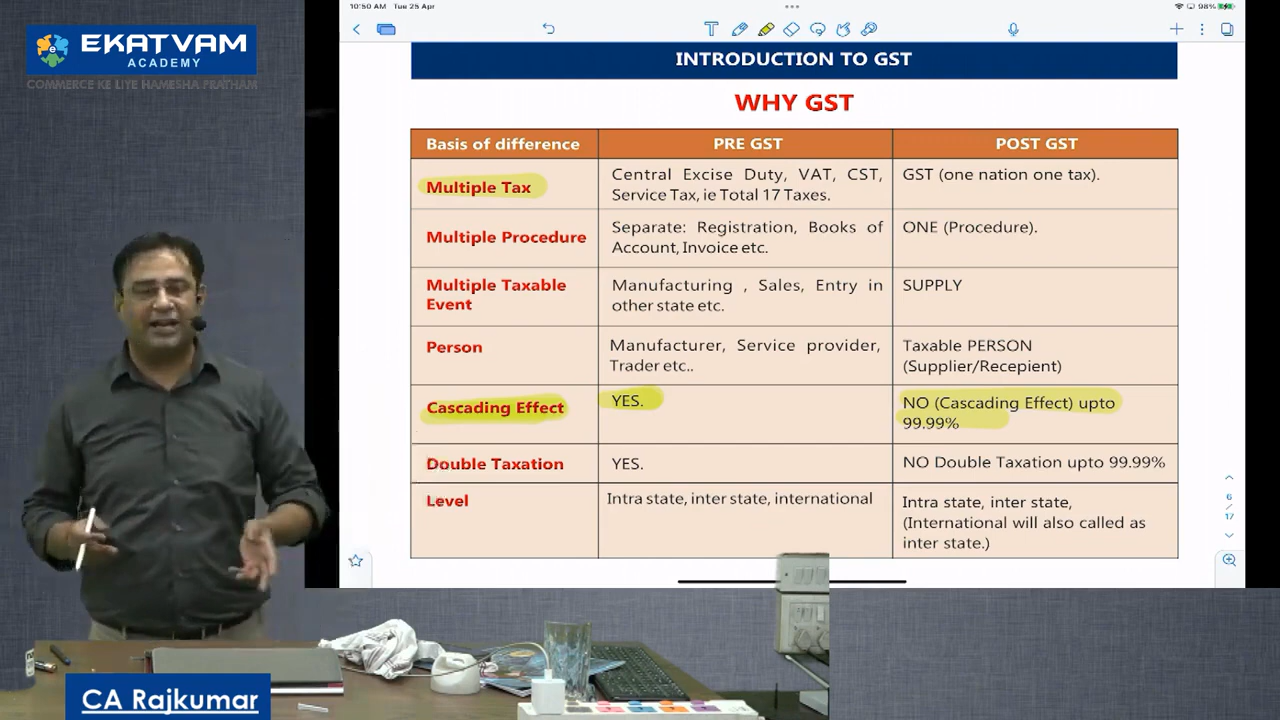 10:50 AM Tue 25 Apr
98%
EKATVAM
ACADEMY
COMMERCE KE LIYE HAMESHA PRATHAM
INTRODUCTION TO GST
WHY GST
Basis of difference PRE GST POST GST
Multiple Tax
Central Excise Duty, VAT, CST,
Service Tax, ie Total 17 Taxes.
GST (one nation one tax).
Multiple Procedure
Separate: Registration, Books of
Account, Invoice etc.
ONE (Procedure).
Multiple Taxable
Event
Manufacturing , Sales, Entry in
other state etc.
SUPPLY
Person
Manufacturer, Service provider,
Trader etc..
Taxable PERSON
(Supplier/Recepient)
Cascading Effect
YES.
NO (Cascading Effect) upto
99.99%
Double Taxation
YES.
NO Double Taxation upto 99.99%
Level
Intra state, inter state, international
Intra state, inter state,
(International will also called as
inter state.)
6
/
17
CA Rajkumar